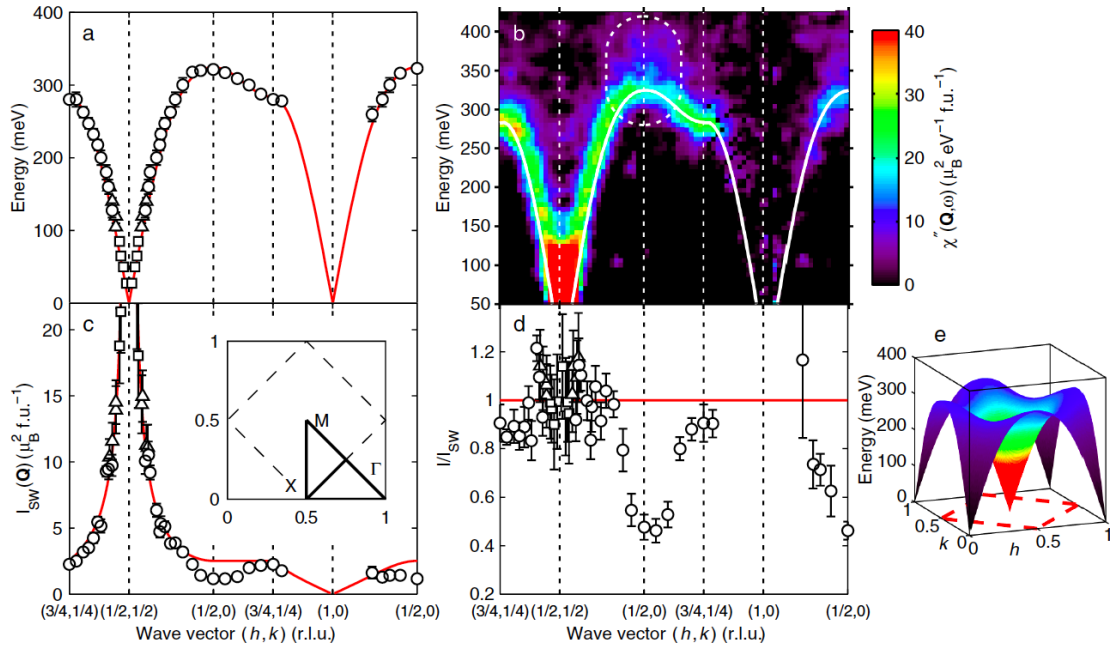 a
Energy (meV)
400
300
200
100
0
b
Energy (meV)
400
350
300
250
200
150
100
50
40
30
20
10
0
χ″(Q,ω) (μB² eV⁻¹ f.u.⁻¹)
c
I_SW(Q) (μB² f.u.⁻¹)
20
15
10
5
0
1
0.5
0
0
0.5
1
M
Γ
X
(3/4,1/4) (1/2,1/2) (1/2,0) (3/4,1/4) (1,0) (1/2,0)
Wave vector (h,k) (r.l.u.)
d
I/I_SW
1.2
1
0.8
0.6
0.4
0.2
(3/4,1/4) (1/2,1/2) (1/2,0) (3/4,1/4) (1,0) (1/2,0)
Wave vector (h,k) (r.l.u.)
e
Energy (meV)
400
300
200
100
0
1
0.5
k
0
0
h
0.5
1